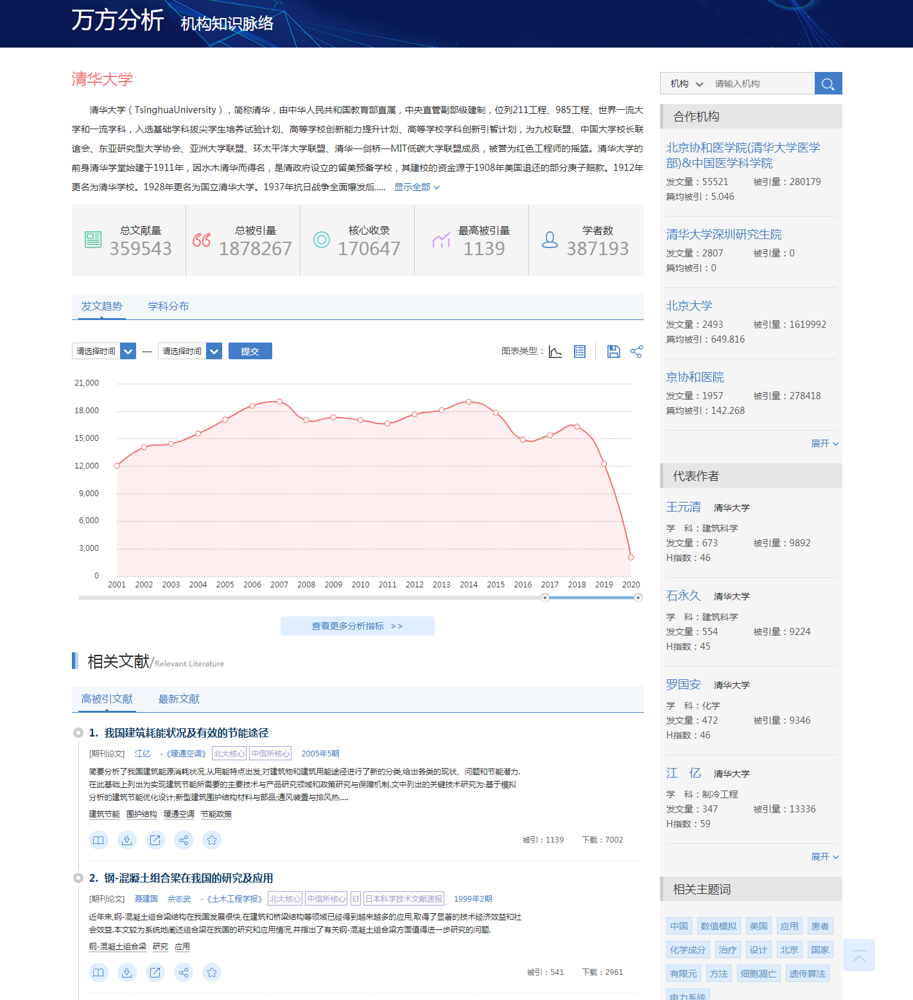 万方分析 机构知识脉络
清华大学
清华大学（TsinghuaUniversity），简称清华，由中华人民共和国教育部直属，中央直管副部级建制，位列211工程、985工程、世界一流大
学和一流学科，入选基础学科拔尖学生培养试验计划、高等学校创新能力提升计划、高等学校学科创新引智计划，为九校联盟、中国大学校长联
谊会、东亚研究型大学协会、亚洲大学联盟、环太平洋大学联盟、清华—剑桥—MIT低碳大学联盟成员，被誉为红色工程师的摇篮。清华大学的
前身清华学堂始建于1911年，因水木清华而得名，是清政府设立的留美预备学校，其建校的资金源于1908年美国退还的部分庚子赔款。1912年
更名为清华学校。1928年更名为国立清华大学。1937年抗日战争全面爆发后..... 显示全部
总文献量 总被引量 核心收录 最高被引量 学者数
359543 1878267 170647 1139 387193
发文趋势 学科分布
请选择时间 — 请选择时间 提交 图表类型：
21,000
18,000
15,000
12,000
9,000
6,000
3,000
0
2001 2002 2003 2004 2005 2006 2007 2008 2009 2010 2011 2012 2013 2014 2015 2016 2017 2018 2019 2020
查看更多分析指标 >>
相关文献/Relevant Literature
高被引文献 最新文献
1. 我国建筑耗能状况及有效的节能途径
[期刊论文] 江亿 -《暖通空调》 北大核心 中信所核心 2005年5期
简要分析了我国建筑能源消耗状况,从用能特点出发,对建筑物和建筑用能途径进行了新的分类,给出各类的现状、问题和节能潜力.
在此基础上列出为实现建筑节能所需要的主要技术与产品研究领域和政策研究与保障机制.文中列出的关键技术研究为:基于模拟
分析的建筑节能优化设计;新型建筑围护结构材料与部品;通风装置与排风热.....
建筑节能 围护结构 暖通空调 节能政策
被引：1139 下载：7002
2. 钢-混凝土组合梁在我国的研究及应用
[期刊论文] 聂建国 余志武 -《土木工程学报》 北大核心 中信所核心 EI 日本科学技术文献速报 1999年2期
近年来,钢-混凝土组合梁结构在我国发展很快,在建筑和桥梁结构等领域已经得到越来越多的应用,取得了显著的技术经济效益和社
会效益.本文较为系统地阐述组合梁在我国的研究和应用情况,并指出了有关钢-混凝土组合梁方面值得进一步研究的问题.
钢-混凝土组合梁 研究 应用
被引：541 下载：2961
机构 请输入机构
合作机构
北京协和医学院(清华大学医学
部)&中国医学科学院
发文量：55521 被引量：280179
篇均被引：5.046
清华大学深圳研究生院
发文量：2807 被引量：0
篇均被引：0
北京大学
发文量：2493 被引量：1619992
篇均被引：649.816
京协和医院
发文量：1957 被引量：278418
篇均被引：142.268
展开
代表作者
王元清 清华大学
学 科：建筑科学
发文量：673 被引量：9892
H指数：46
石永久 清华大学
学 科：建筑科学
发文量：554 被引量：9224
H指数：45
罗国安 清华大学
学 科：化学
发文量：472 被引量：9346
H指数：46
江 亿 清华大学
学 科：制冷工程
发文量：347 被引量：13336
H指数：59
展开
相关主题词
中国 数值模拟 美国 应用 患者
化学成分 治疗 设计 北京 国家
有限元 方法 细胞凋亡 遗传算法
电力系统